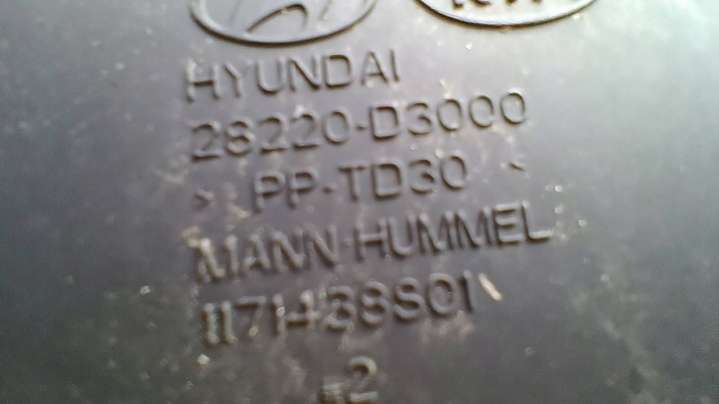 HYUNDAI
28220-D3000
> PP-TD30 <
MANN-HUMMEL
1171438S01
2